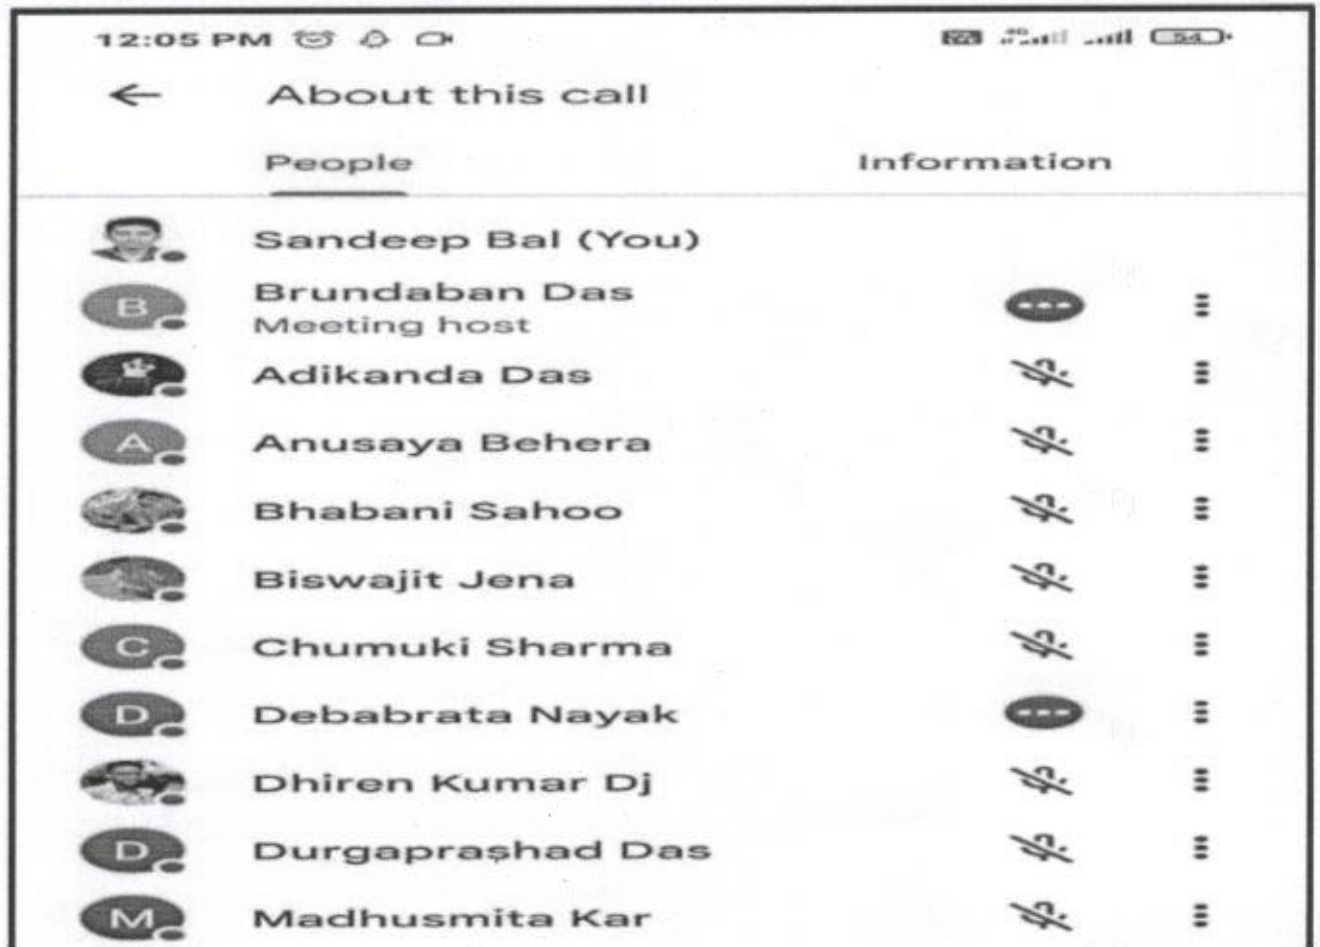 12:05 PM 54
About this call
People Information
Sandeep Bal (You)
B Brundaban Das
Meeting host
Adikanda Das
A Anusaya Behera
Bhabani Sahoo
Biswajit Jena
C Chumuki Sharma
D Debabrata Nayak
Dhiren Kumar Dj
D Durgaprashad Das
M Madhusmita Kar